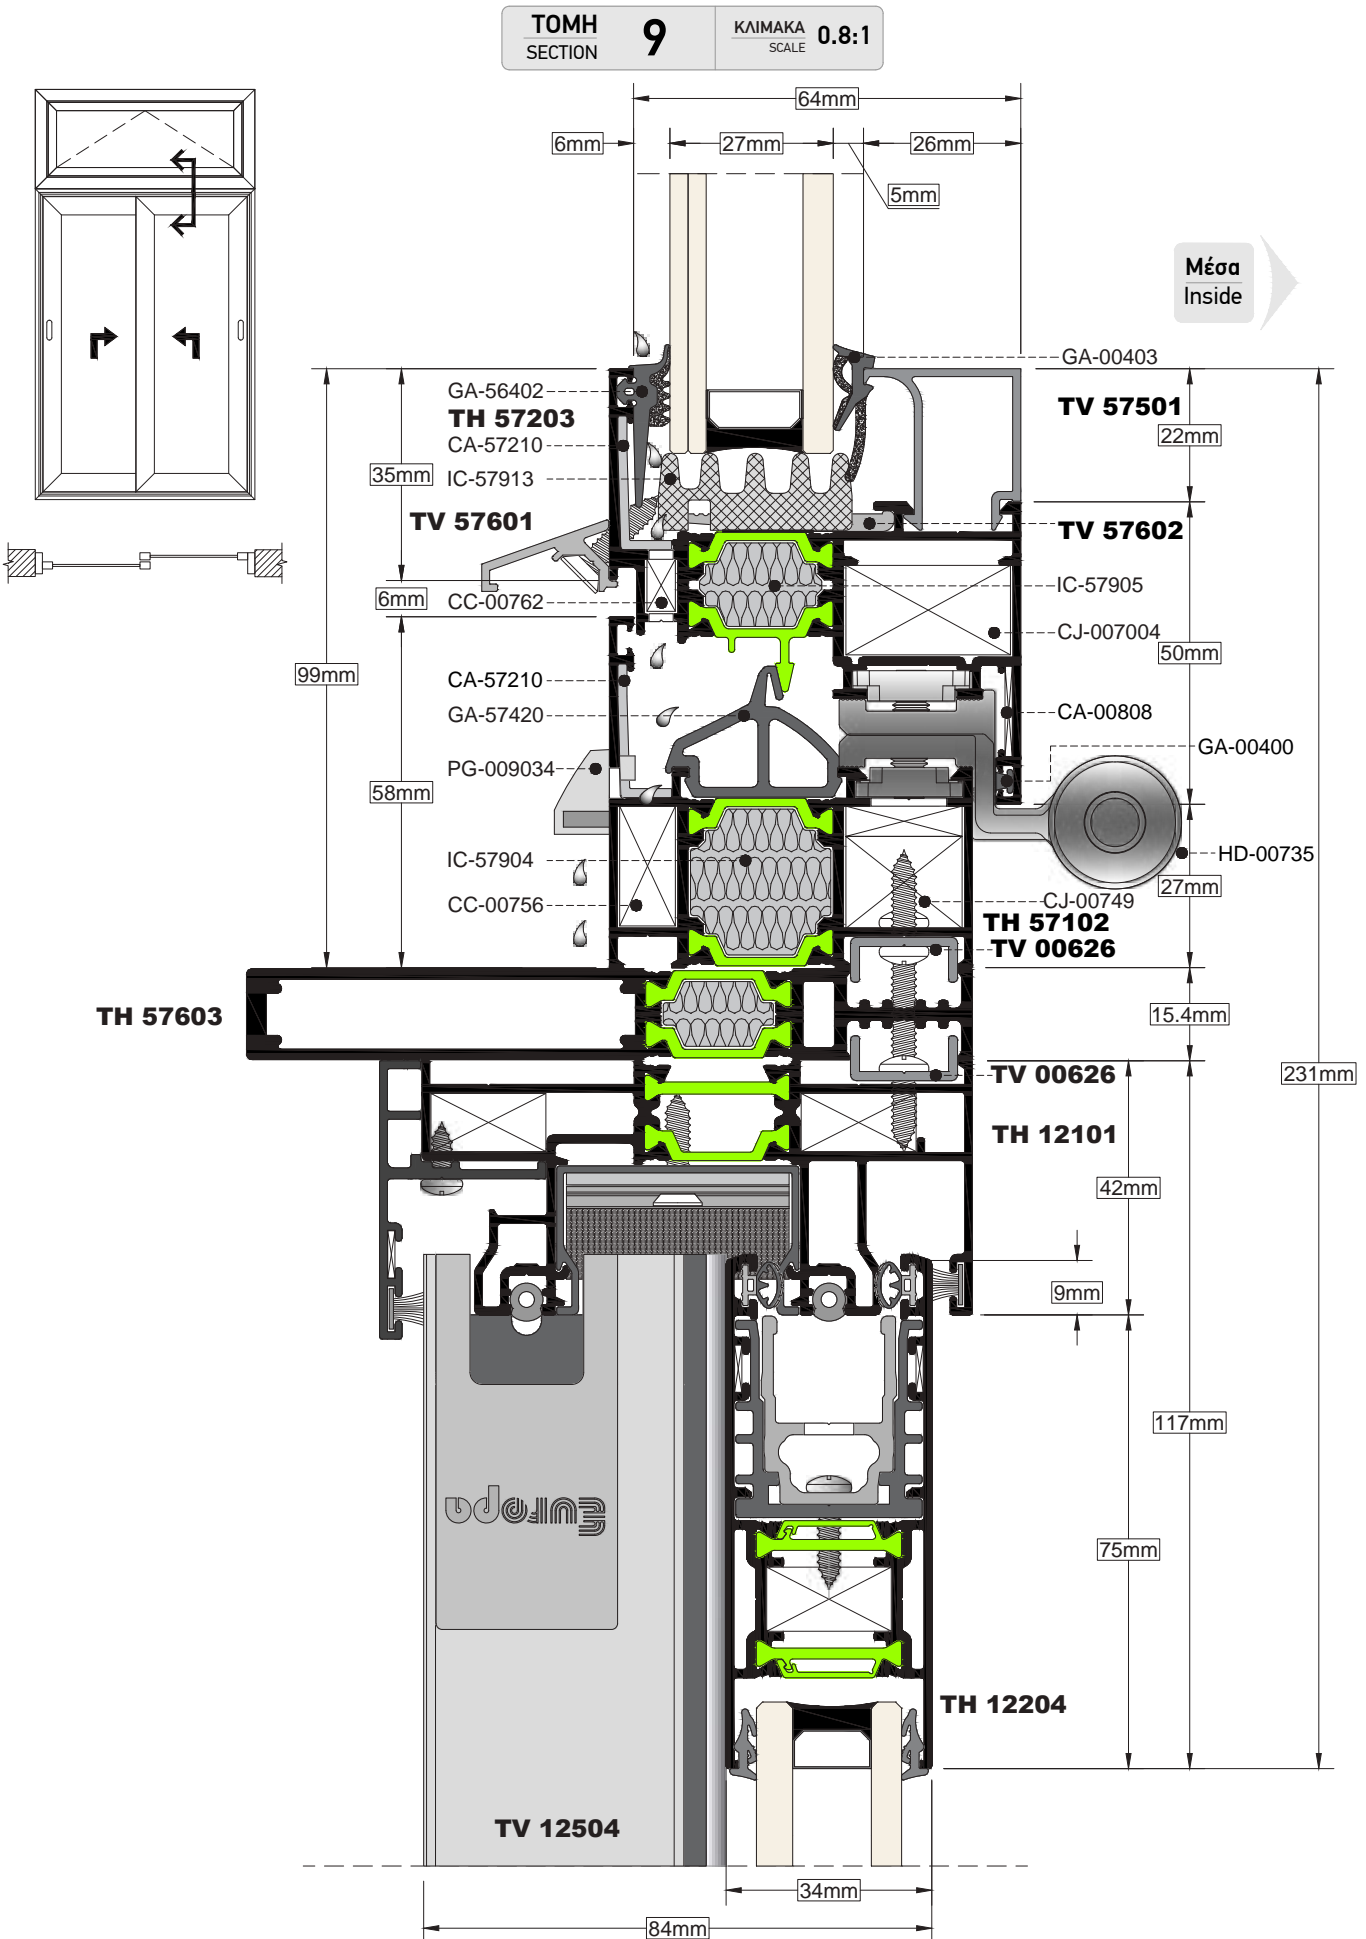 ΤΟΜΗ
SECTION
9
ΚΛΙΜΑΚΑ
SCALE
0.8:1
64mm
6mm
27mm
26mm
5mm
Μέσα
Inside
GA-56402
TH 57203
CA-57210
IC-57913
TV 57601
35mm
6mm
CC-00762
99mm
CA-57210
GA-57420
PG-009034
58mm
IC-57904
CC-00756
TH 57603
GA-00403
TV 57501
22mm
TV 57602
IC-57905
CJ-007004
50mm
CA-00808
GA-00400
HD-00735
27mm
CJ-00749
TH 57102
TV 00626
15.4mm
TV 00626
231mm
TH 12101
42mm
9mm
117mm
75mm
Europa
TH 12204
TV 12504
34mm
84mm